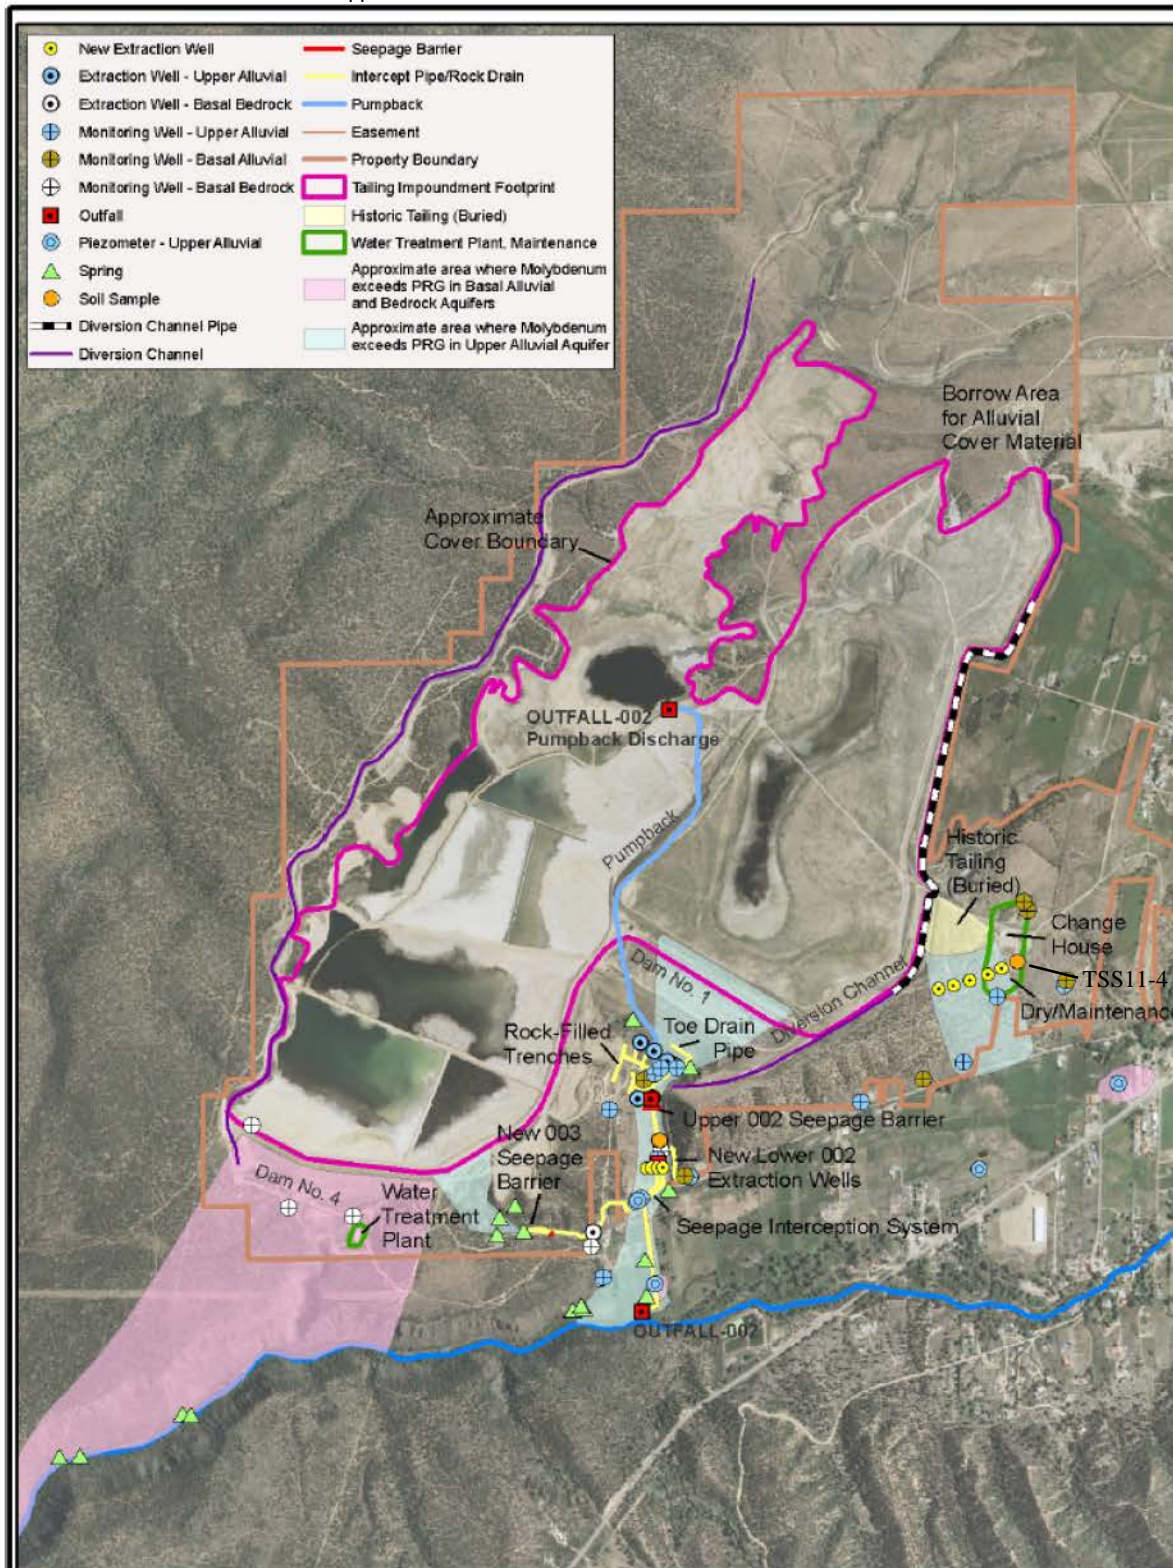 New Extraction Well
Extraction Well - Upper Alluvial
Extraction Well - Basal Bedrock
Monitoring Well - Upper Alluvial
Monitoring Well - Basal Alluvial
Monitoring Well - Basal Bedrock
Outfall
Piezometer - Upper Alluvial
Spring
Soil Sample
Diversion Channel Pipe
Diversion Channel
Seepage Barrier
Intercept Pipe/Rock Drain
Pumpback
Easement
Property Boundary
Tailing Impoundment Footprint
Historic Tailing (Buried)
Water Treatment Plant, Maintenance
Approximate area where Molybdenum
exceeds PRG in Basal Alluvial
and Bedrock Aquifers
Approximate area where Molybdenum
exceeds PRG in Upper Alluvial Aquifer
Borrow Area
for Alluvial
Cover Material
Approximate
Cover Boundary
OUTFALL-002
Pumpback Discharge
Pumpback
Historic
Tailing
(Buried)
Change
House
TSS11-4
Dry/Maintenance
Diversion Channel
Dam No. 1
Rock-Filled
Trenches
Toe Drain
Pipe
Upper 002 Seepage Barrier
New 003
Seepage
Barrier
New Lower 002
Extraction Wells
Dam No. 4
Water
Treatment
Plant
Seepage Interception System
OUTFALL-002